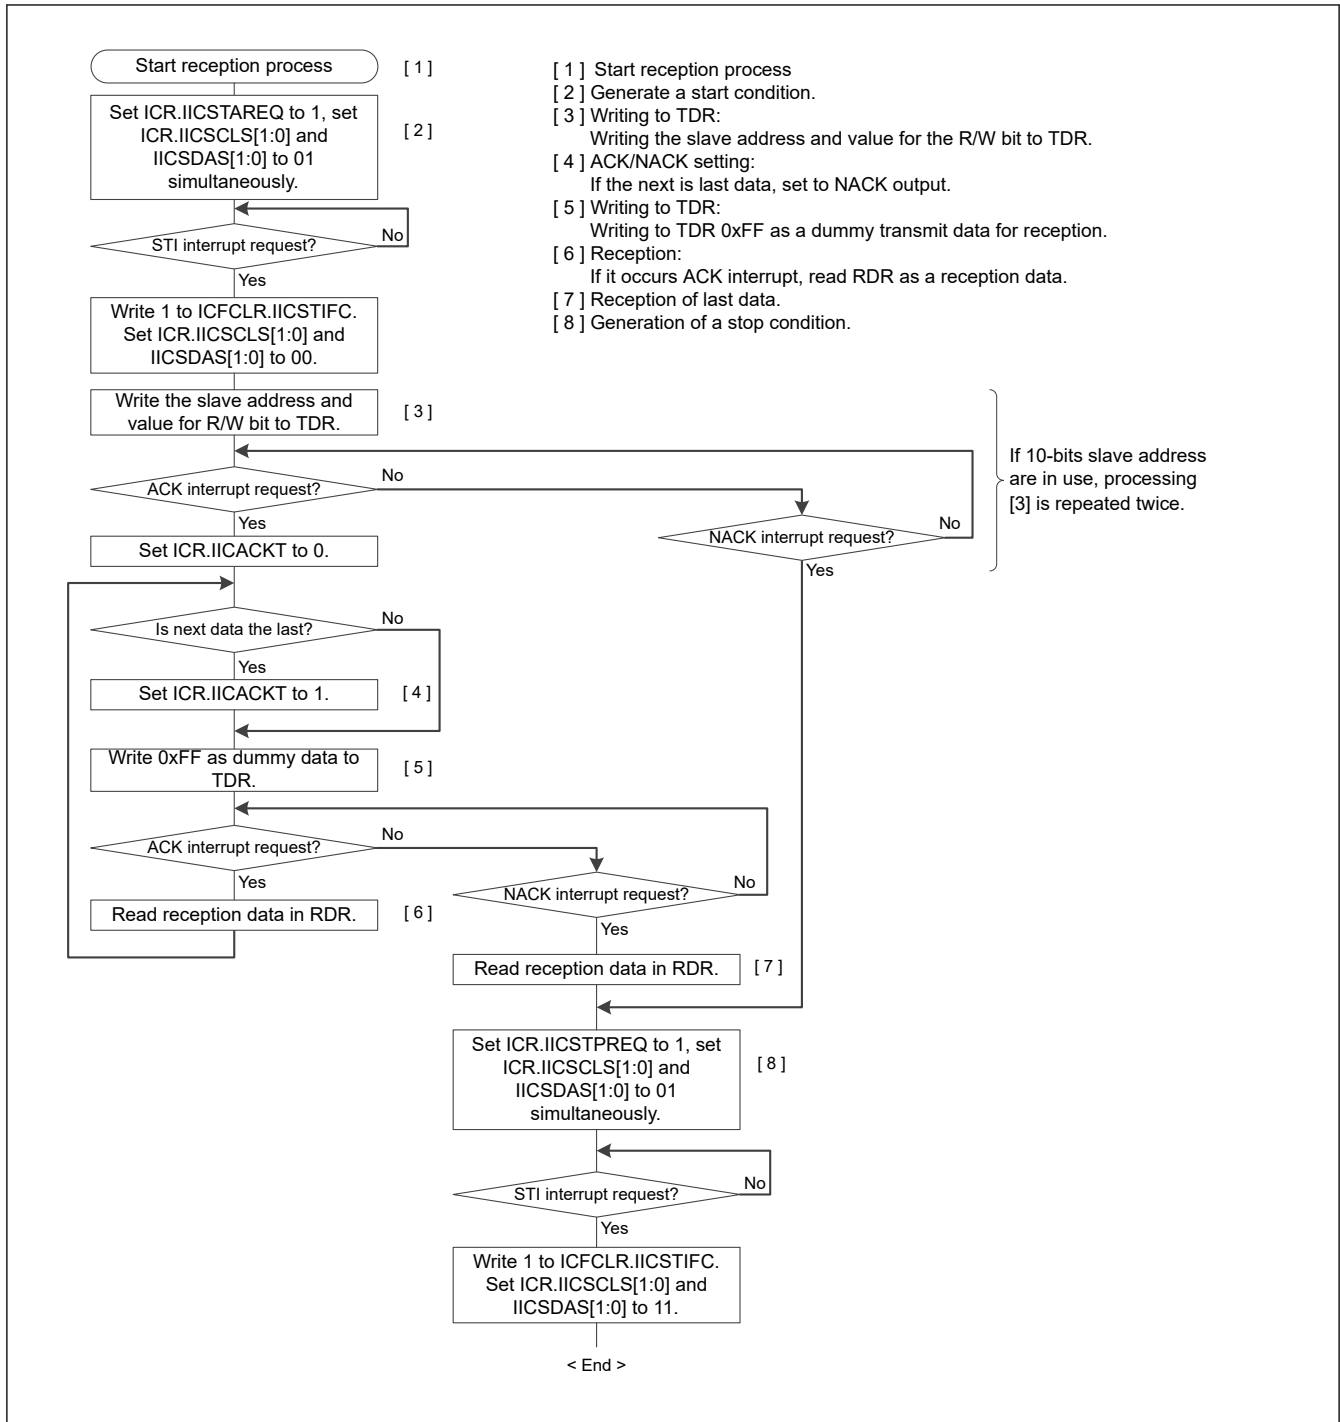 Start reception process
[ 1 ]
Set ICR.IICSTAREQ to 1, set
ICR.IICSCLS[1:0] and
IICSDAS[1:0] to 01
simultaneously.
[ 2 ]
STI interrupt request?
No
Yes
Write 1 to ICFCLR.IICSTIFC.
Set ICR.IICSCLS[1:0] and
IICSDAS[1:0] to 00.
[ 1 ] Start reception process
[ 2 ] Generate a start condition.
[ 3 ] Writing to TDR:
Writing the slave address and value for the R/W bit to TDR.
[ 4 ] ACK/NACK setting:
If the next is last data, set to NACK output.
[ 5 ] Writing to TDR:
Writing to TDR 0xFF as a dummy transmit data for reception.
[ 6 ] Reception:
If it occurs ACK interrupt, read RDR as a reception data.
[ 7 ] Reception of last data.
[ 8 ] Generation of a stop condition.
Write the slave address and
value for R/W bit to TDR.
[ 3 ]
ACK interrupt request?
No
Yes
NACK interrupt request?
No
Yes
If 10-bits slave address
are in use, processing
[3] is repeated twice.
Set ICR.IICACKT to 0.
Is next data the last?
No
Yes
Set ICR.IICACKT to 1.
[ 4 ]
Write 0xFF as dummy data to
TDR.
[ 5 ]
ACK interrupt request?
No
Yes
NACK interrupt request?
No
Yes
Read reception data in RDR.
[ 6 ]
Read reception data in RDR.
[ 7 ]
Set ICR.IICSTPREQ to 1, set
ICR.IICSCLS[1:0] and
IICSDAS[1:0] to 01
simultaneously.
[ 8 ]
STI interrupt request?
No
Yes
Write 1 to ICFCLR.IICSTIFC.
Set ICR.IICSCLS[1:0] and
IICSDAS[1:0] to 11.
< End >